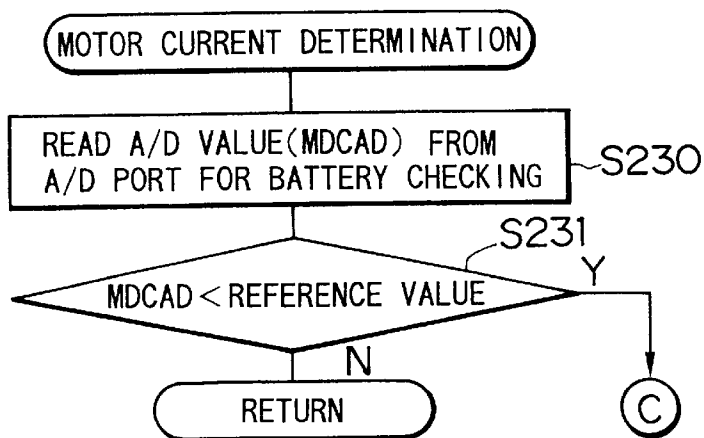 MOTOR CURRENT DETERMINATION
READ A/D VALUE(MDCAD) FROM
A/D PORT FOR BATTERY CHECKING
S230
S231
MDCAD<REFERENCE VALUE
Y
N
RETURN
C